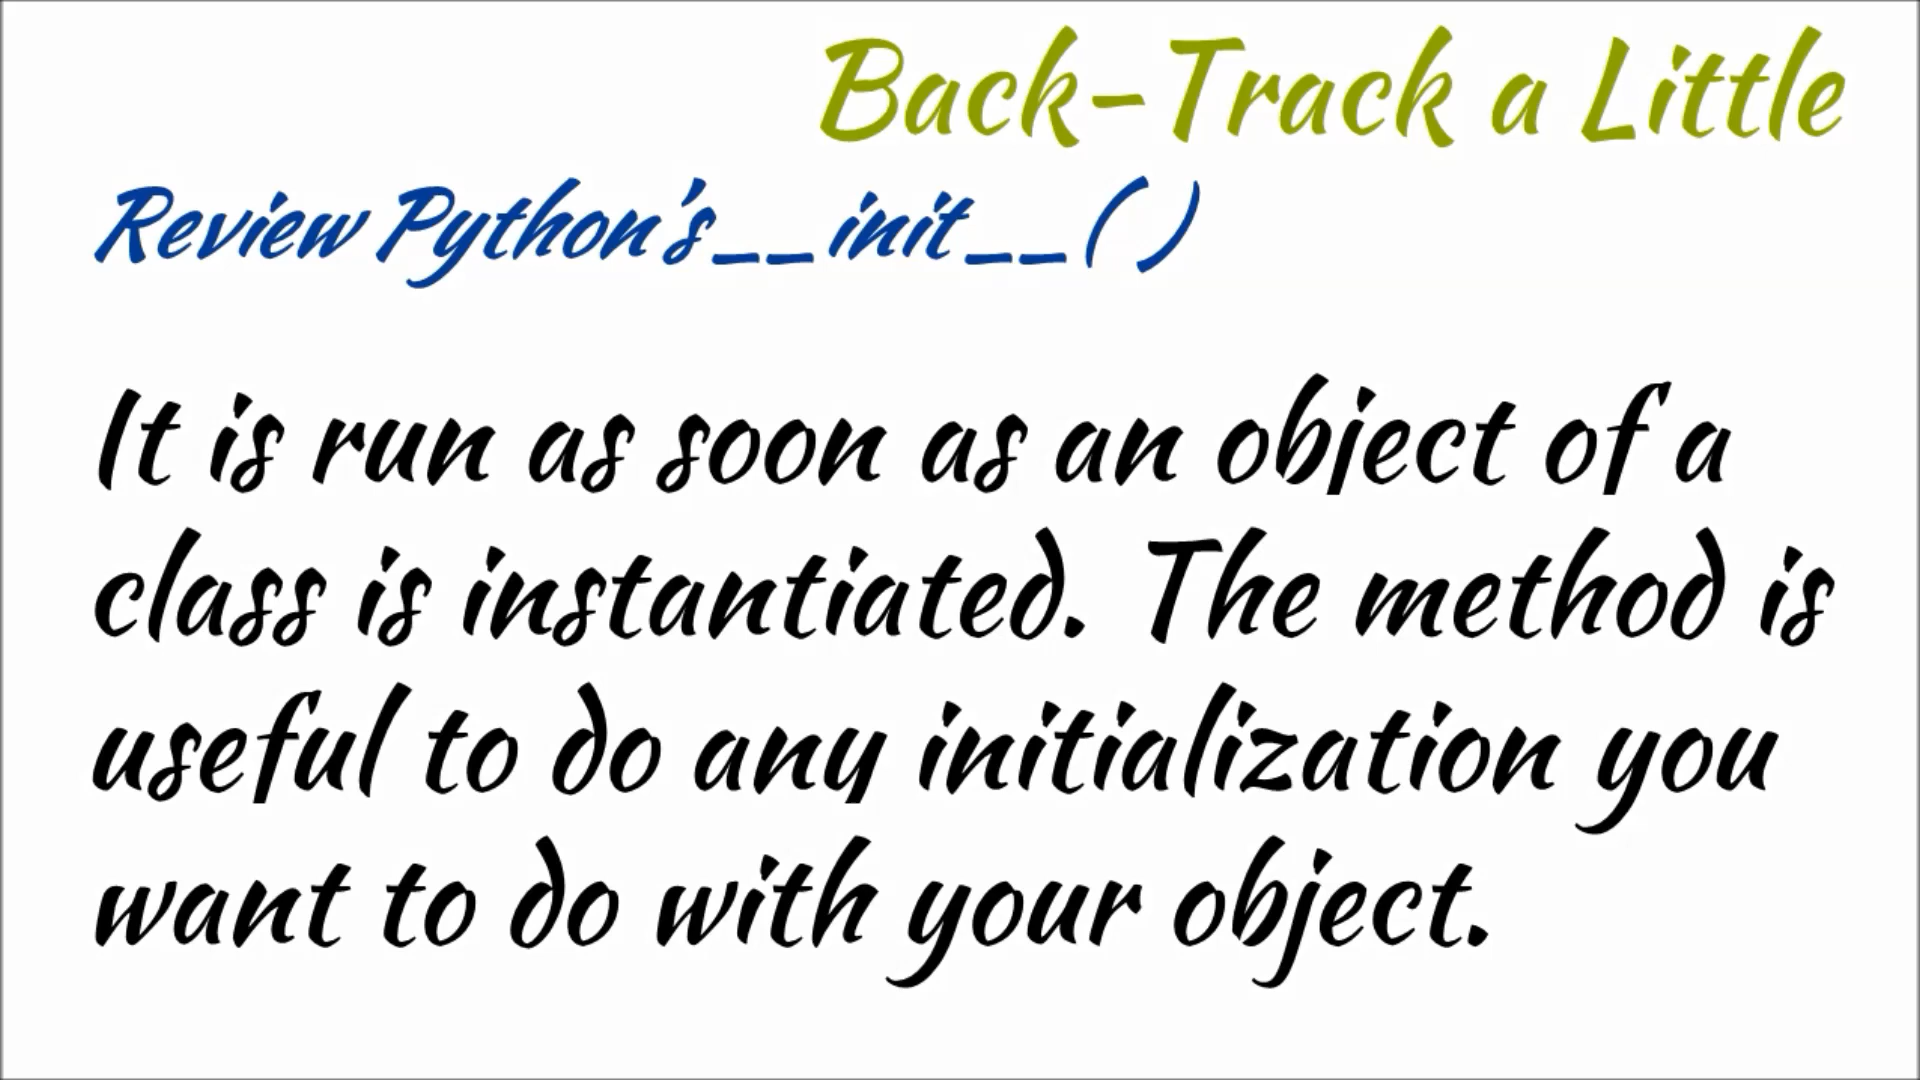 Back-Track a Little
Review Python's __init__( )
It is run as soon as an object of a
class is instantiated. The method is
useful to do any initialization you
want to do with your object.